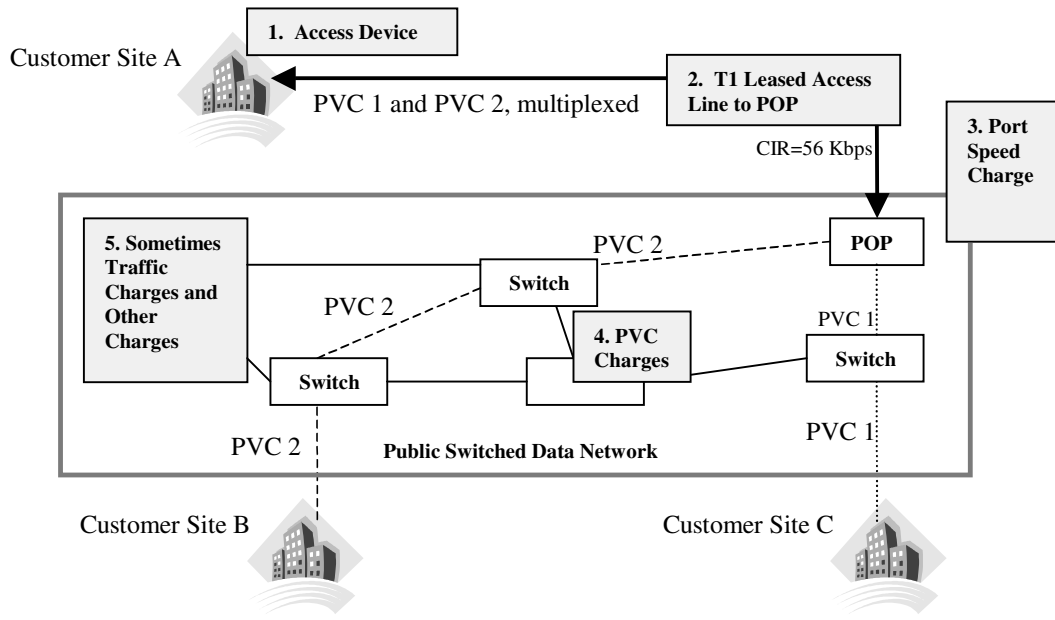 1. Access Device
Customer Site A
2. T1 Leased Access
Line to POP
PVC 1 and PVC 2, multiplexed
3. Port
Speed
Charge
CIR=56 Kbps
5. Sometimes
Traffic
Charges and
Other
Charges
PVC 2
POP
Switch
PVC 2
PVC 1
4. PVC
Charges
Switch
Switch
PVC 2
Public Switched Data Network
PVC 1
Customer Site B
Customer Site C